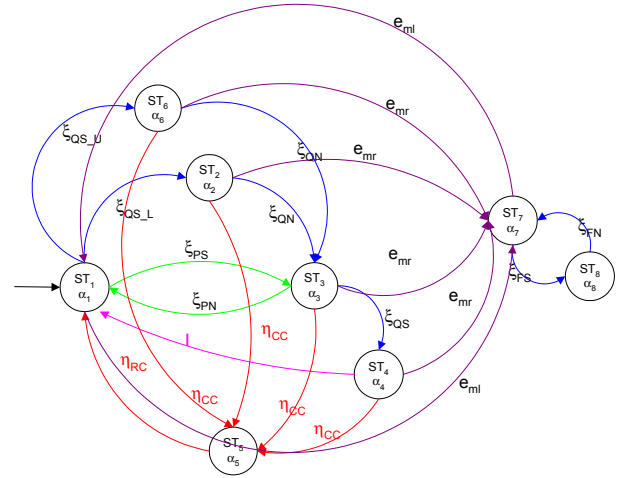 e_ml
ST_6
α_6
e_mr
ξ_QS_U
ξ_QN
e_mr
ST_2
α_2
ξ_QS_L
ξ_QN
ST_7
α_7
ξ_FN
ξ_PS
e_mr
ξ_FS
ST_8
α_8
ST_1
α_1
ST_3
α_3
ξ_PN
e_mr
ξ_QS
η_CC
l
ST_4
α_4
η_RC
e_ml
η_CC
η_CC
η_CC
ST_5
α_5